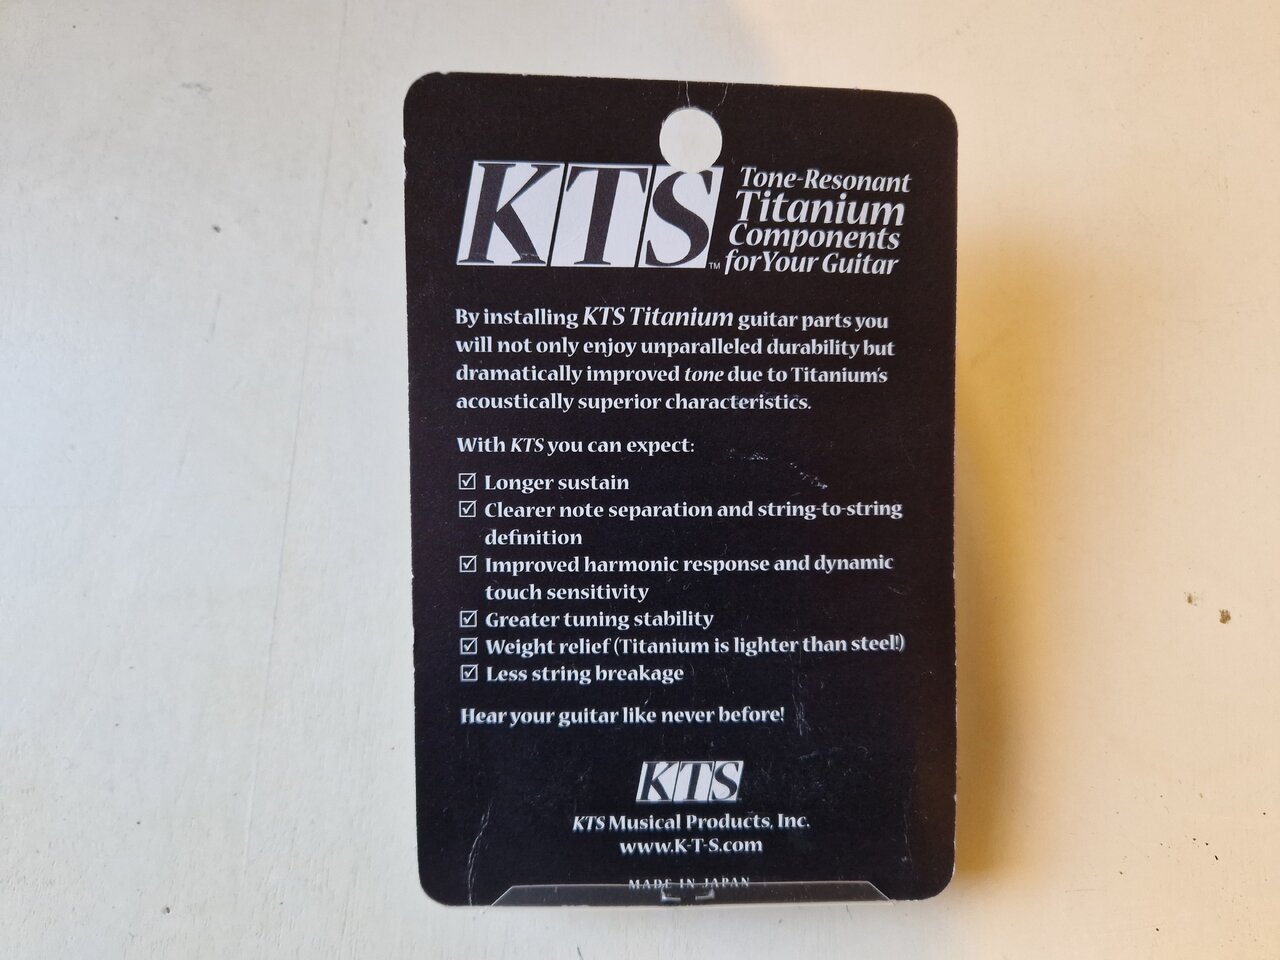 KTS™
Tone-Resonant
Titanium
Components
for Your Guitar
By installing KTS Titanium guitar parts you
will not only enjoy unparalleled durability but
dramatically improved tone due to Titanium's
acoustically superior characteristics.
With KTS you can expect:
☑ Longer sustain
☑ Clearer note separation and string-to-string
definition
☑ Improved harmonic response and dynamic
touch sensitivity
☑ Greater tuning stability
☑ Weight relief (Titanium is lighter than steel!)
☑ Less string breakage
Hear your guitar like never before!
KTS
KTS Musical Products, Inc.
www.K-T-S.com
MADE IN JAPAN